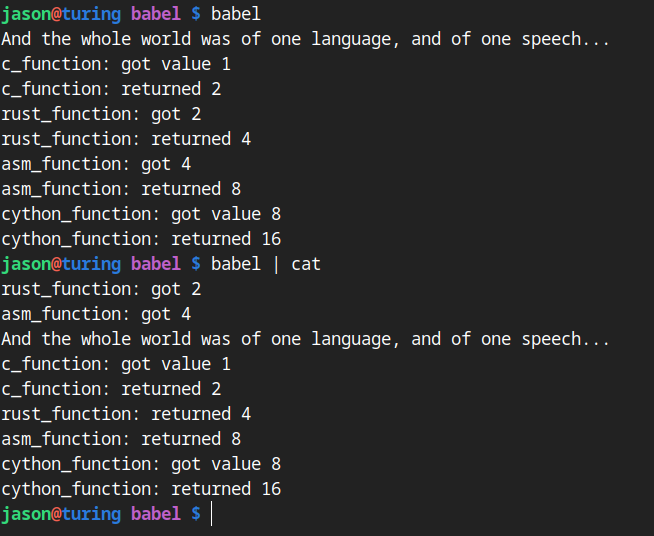 jason@turing babel $ babel
And the whole world was of one language, and of one speech...
c_function: got value 1
c_function: returned 2
rust_function: got 2
rust_function: returned 4
asm_function: got 4
asm_function: returned 8
cython_function: got value 8
cython_function: returned 16
jason@turing babel $ babel | cat
rust_function: got 2
asm_function: got 4
And the whole world was of one language, and of one speech...
c_function: got value 1
c_function: returned 2
rust_function: returned 4
asm_function: returned 8
cython_function: got value 8
cython_function: returned 16
jason@turing babel $